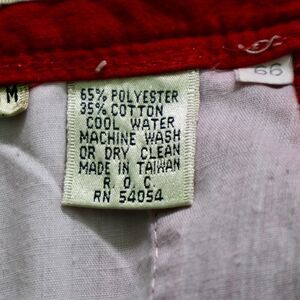 M
66
65% POLYESTER
35% COTTON
COOL WATER
MACHINE WASH
OR DRY CLEAN
MADE IN TAIWAN
R. O. C.
RN 54054